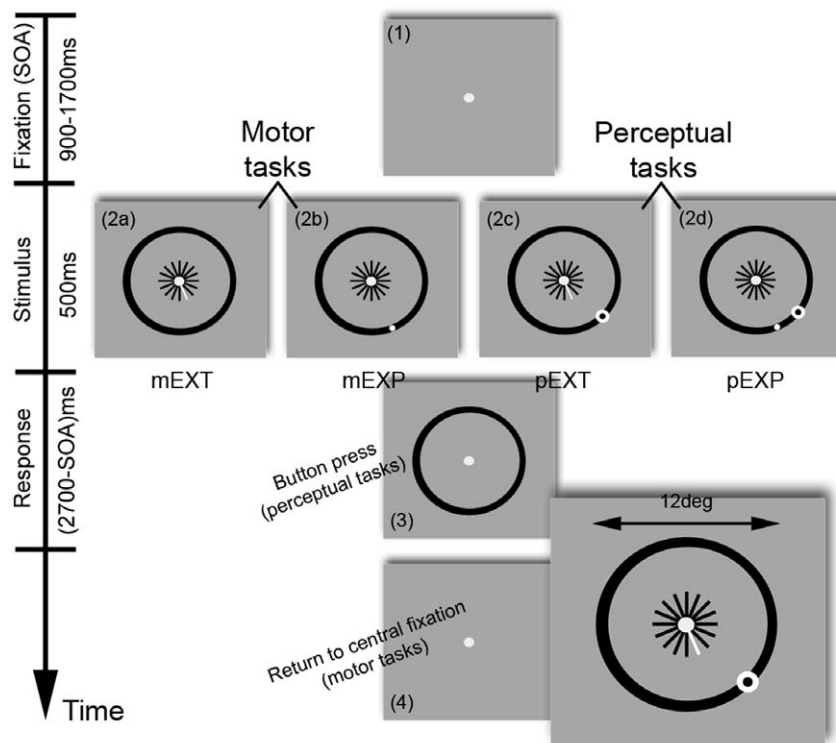 Fixation (SOA)
900-1700ms
(1)
Motor
tasks
Perceptual
tasks
Stimulus
500ms
(2a)
(2b)
(2c)
(2d)
mEXT
mEXP
pEXT
pEXP
Response
(2700-SOA)ms
Button press
(perceptual tasks)
(3)
12deg
Return to central fixation
(motor tasks)
(4)
Time